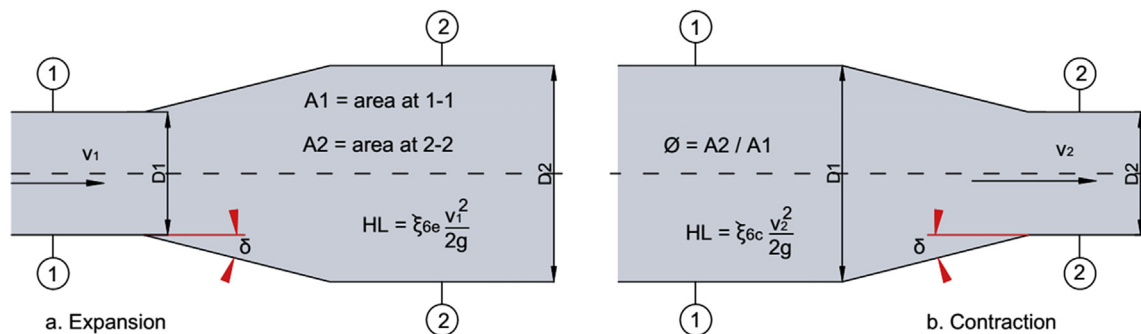 1
2
1
2
A1 = area at 1-1
A2 = area at 2-2
Ø = A2 / A1
v₁
D1
D2
D1
v₂
D2
HL = ξ₆ₑ v₁²/2g
HL = ξ₆c v₂²/2g
δ
δ
1
2
1
2
a. Expansion
b. Contraction